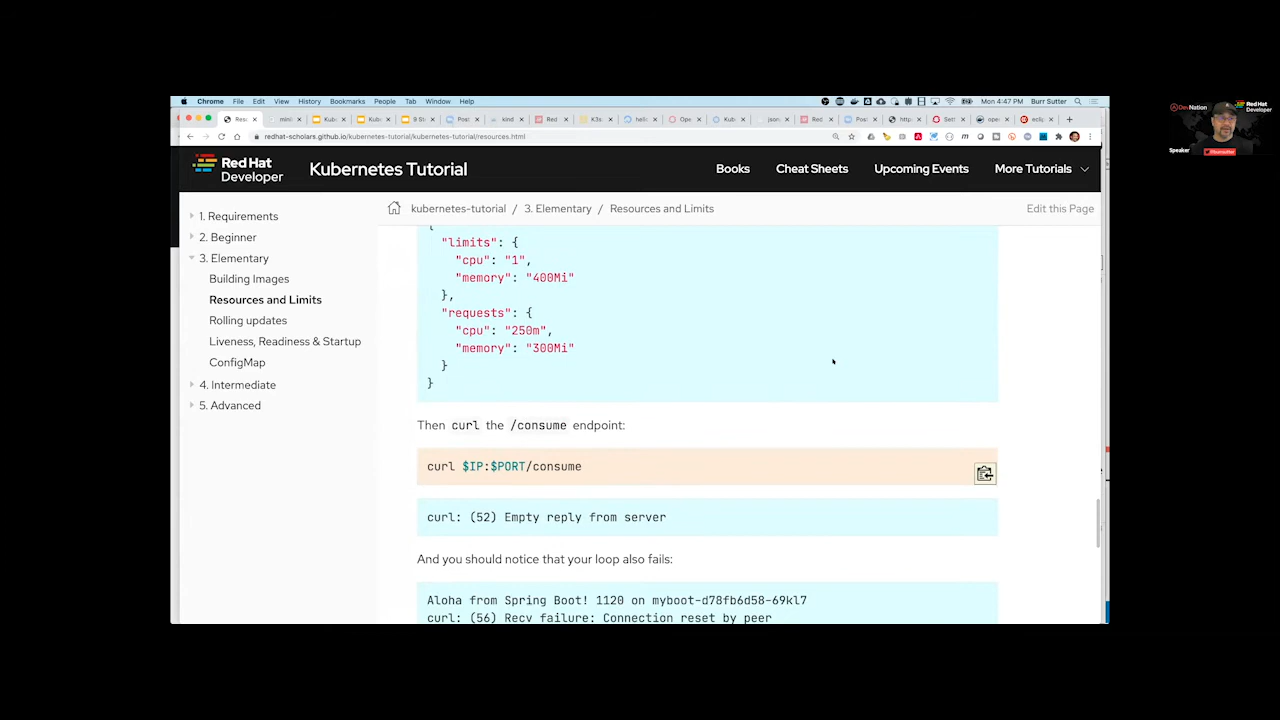 Chrome File Edit View History Bookmarks People Tab Window Help
Mon 4:47 PM Burr Sutter
redhat-scholars.github.io/kubernetes-tutorial/kubernetes-tutorial/resources.html
DevNation
Red Hat Developer
Speaker
Red Hat Developer
Kubernetes Tutorial
Books
Cheat Sheets
Upcoming Events
More Tutorials
kubernetes-tutorial / 3. Elementary / Resources and Limits
Edit this Page
1. Requirements
2. Beginner
3. Elementary
Building Images
Resources and Limits
Rolling updates
Liveness, Readiness & Startup
ConfigMap
4. Intermediate
5. Advanced
{
"limits": {
"cpu": "1",
"memory": "400Mi"
},
"requests": {
"cpu": "250m",
"memory": "300Mi"
}
}
Then curl the /consume endpoint:
curl $IP:$PORT/consume
curl: (52) Empty reply from server
And you should notice that your loop also fails:
Aloha from Spring Boot! 1120 on myboot-d78fb6d58-69kl7
curl: (56) Recv failure: Connection reset by peer